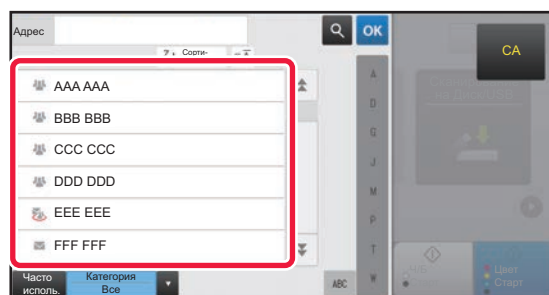 Адрес
OK
CA
Сорти-
AAA AAA
BBB BBB
CCC CCC
DDD DDD
EEE EEE
FFF FFF
A
D
G
J
M
P
T
W
Часто
исполь.
Категория
Все
ABC
Цвет
Старт